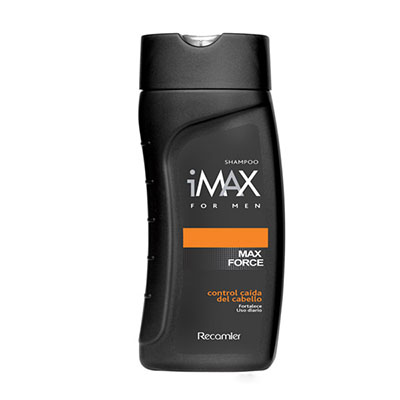 SHAMPOO
iMAX
FOR MEN
MAX
FORCE
control caída
del cabello
Fortalece
Uso diario
Recamier